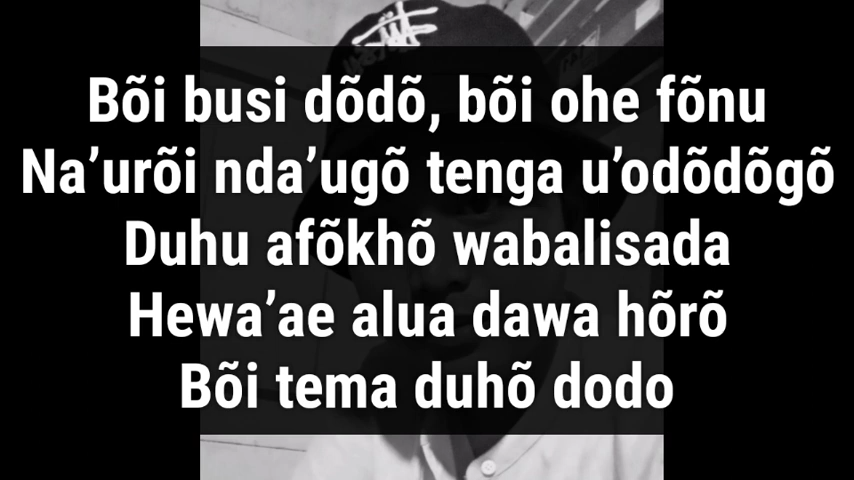 Bõi busi dõdõ, bõi ohe fõnu
Na’urõi nda’ugõ tenga u’odõdõgõ
Duhu afõkhõ wabalisada
Hewa’ae alua dawa hõrõ
Bõi tema duhõ dodo